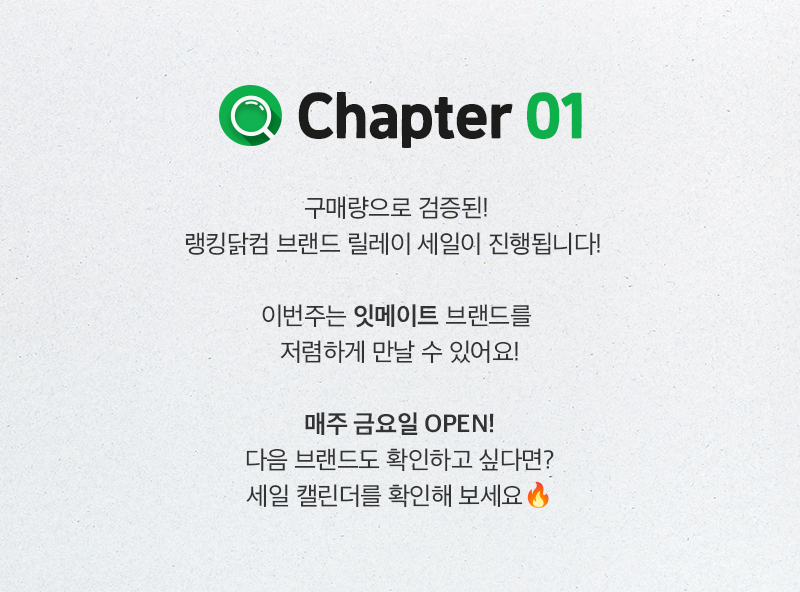 Chapter 01
구매량으로 검증된!
랭킹닭컴 브랜드 릴레이 세일이 진행됩니다!
이번주는 잇메이트 브랜드를
저렴하게 만날 수 있어요!
매주 금요일 OPEN!
다음 브랜드도 확인하고 싶다면?
세일 캘린더를 확인해 보세요🔥